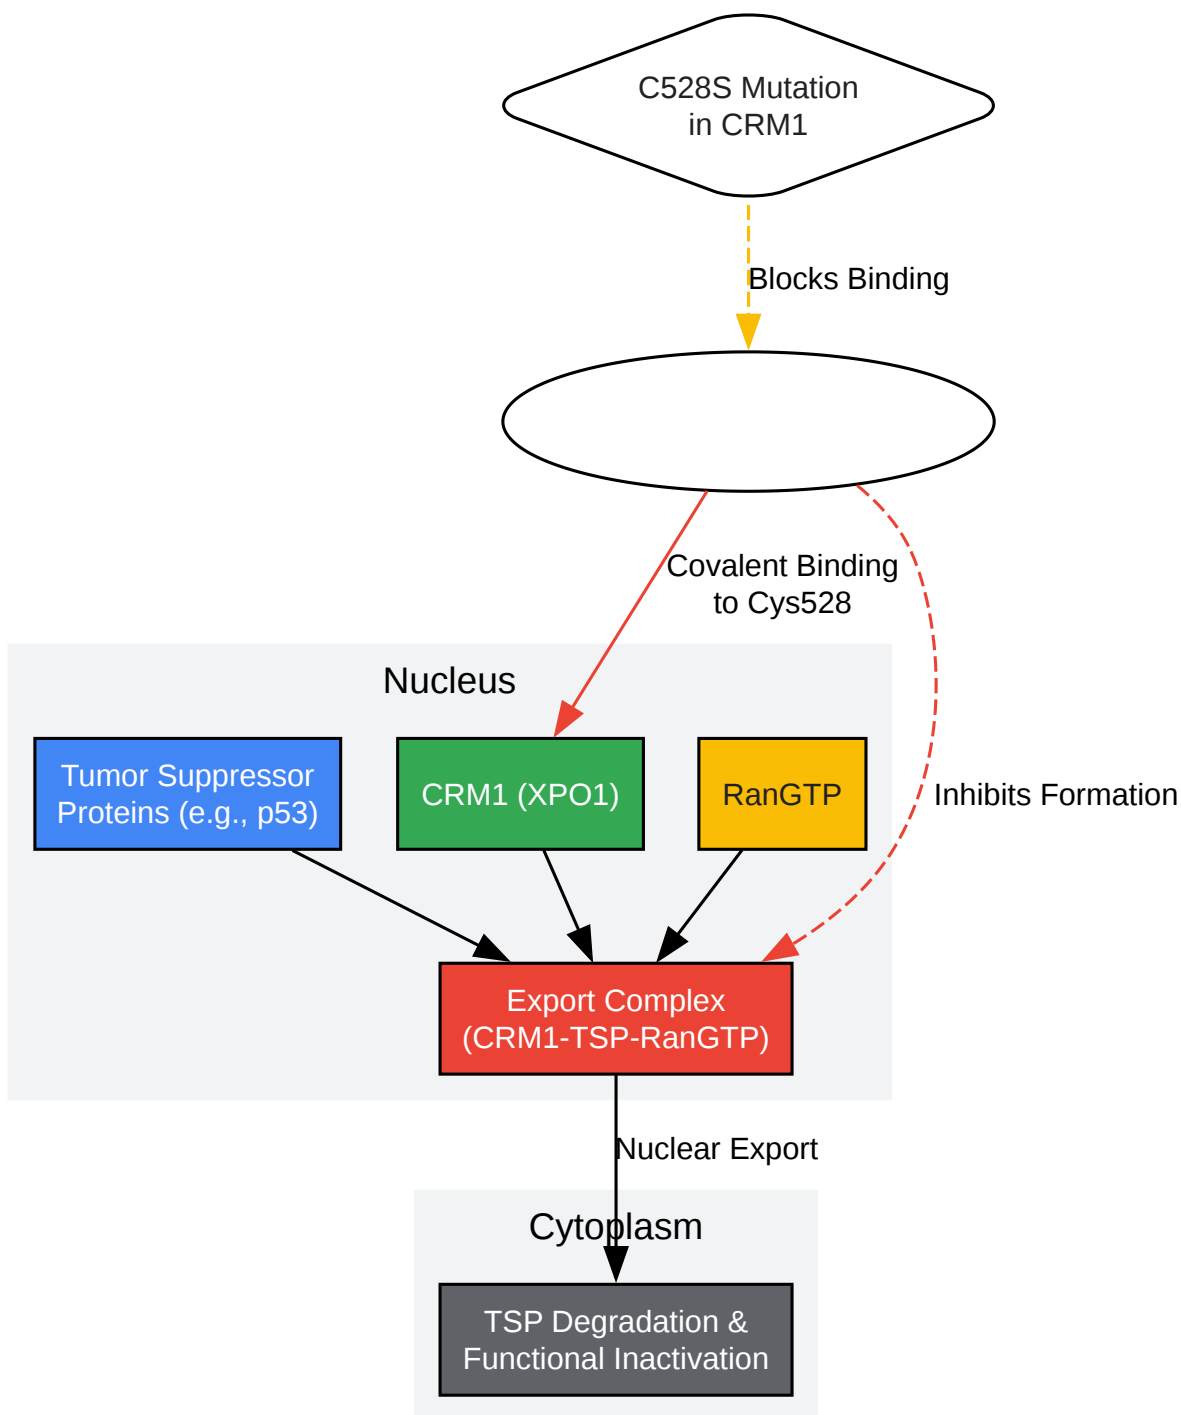 C528S Mutation
in CRM1
Blocks Binding
Covalent Binding
to Cys528
Nucleus
Tumor Suppressor
Proteins (e.g., p53)
CRM1 (XPO1)
RanGTP
Inhibits Formation
Export Complex
(CRM1-TSP-RanGTP)
Nuclear Export
Cytoplasm
TSP Degradation &
Functional Inactivation